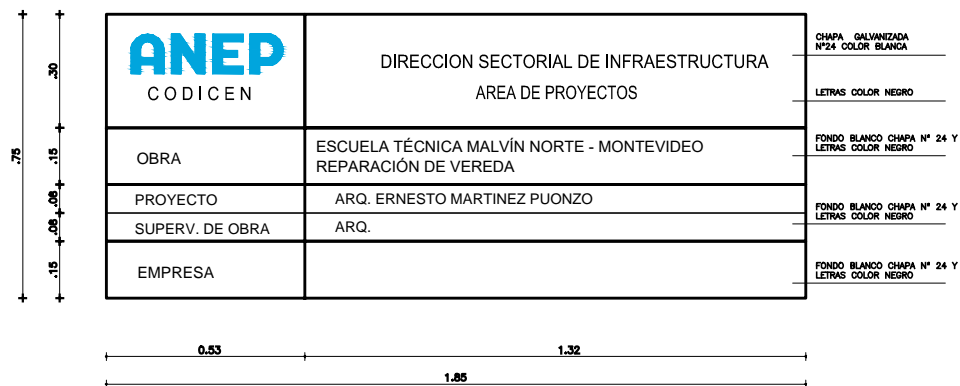 ANEP
CODICEN
DIRECCION SECTORIAL DE INFRAESTRUCTURA
AREA DE PROYECTOS
CHAPA GALVANIZADA
N°24 COLOR BLANCA
LETRAS COLOR NEGRO
OBRA
ESCUELA TÉCNICA MALVÍN NORTE - MONTEVIDEO
REPARACIÓN DE VEREDA
FONDO BLANCO CHAPA N° 24 Y
LETRAS COLOR NEGRO
PROYECTO
ARQ. ERNESTO MARTINEZ PUONZO
SUPERV. DE OBRA
ARQ.
FONDO BLANCO CHAPA N° 24 Y
LETRAS COLOR NEGRO
EMPRESA
FONDO BLANCO CHAPA N° 24 Y
LETRAS COLOR NEGRO
.75
.30
.15
.08
.08
.15
0.53
1.32
1.85